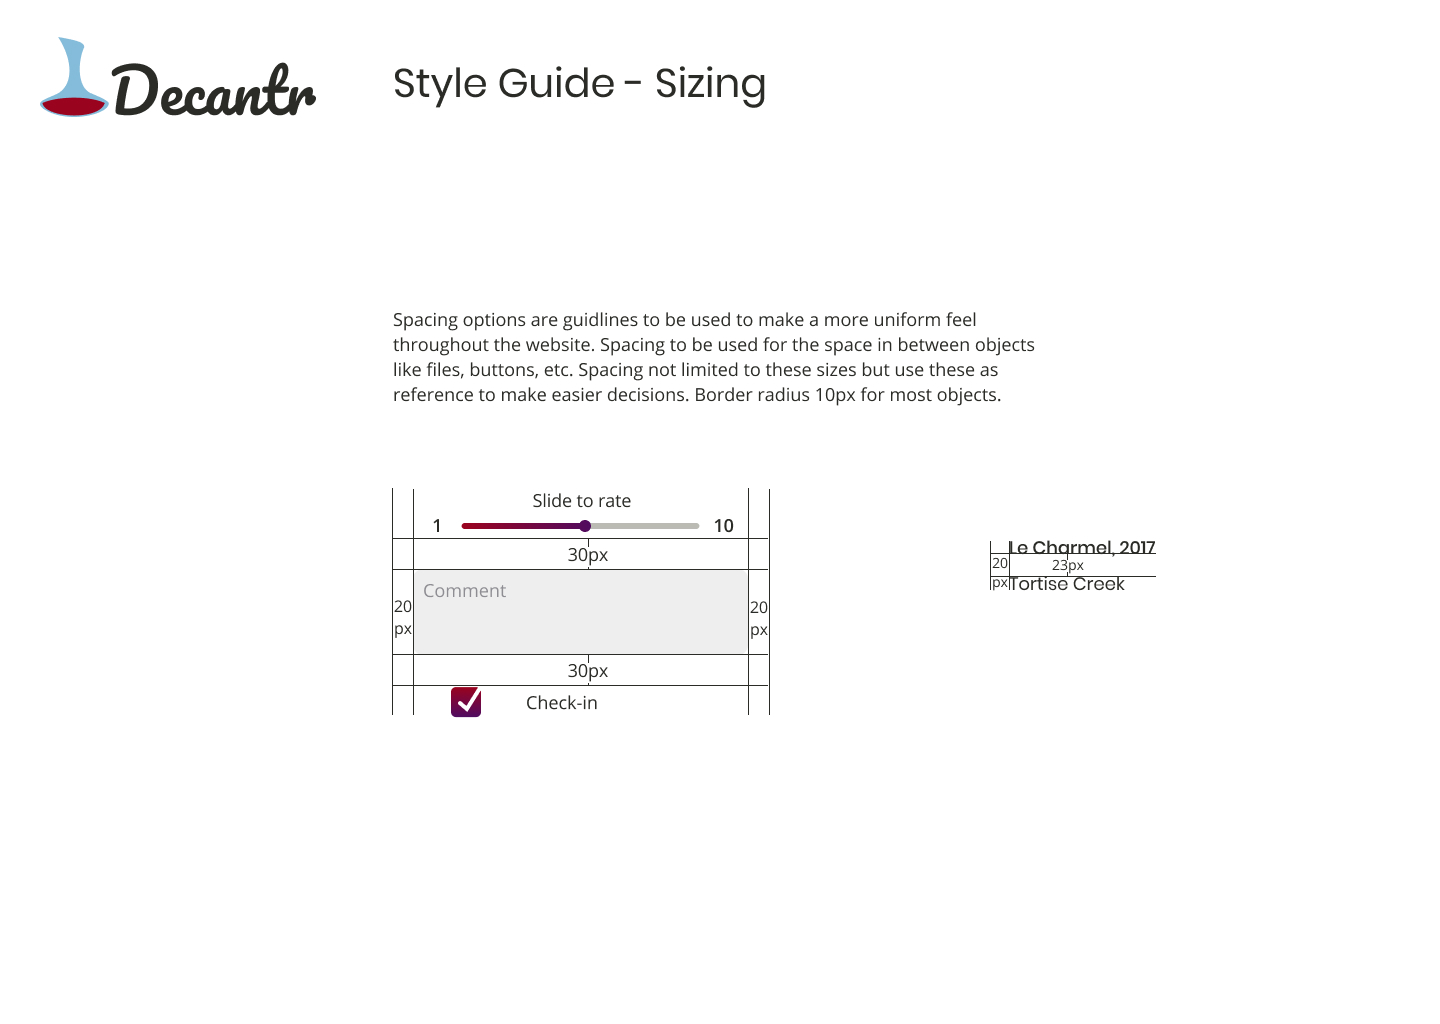 Decantr
Style Guide - Sizing
Spacing options are guidlines to be used to make a more uniform feel
throughout the website. Spacing to be used for the space in between objects
like files, buttons, etc. Spacing not limited to these sizes but use these as
reference to make easier decisions. Border radius 10px for most objects.
Slide to rate
1 10
30px
Comment
20
px
20
px
30px
Check-in
Le Charmel, 2017
20
px
23px
Tortise Creek